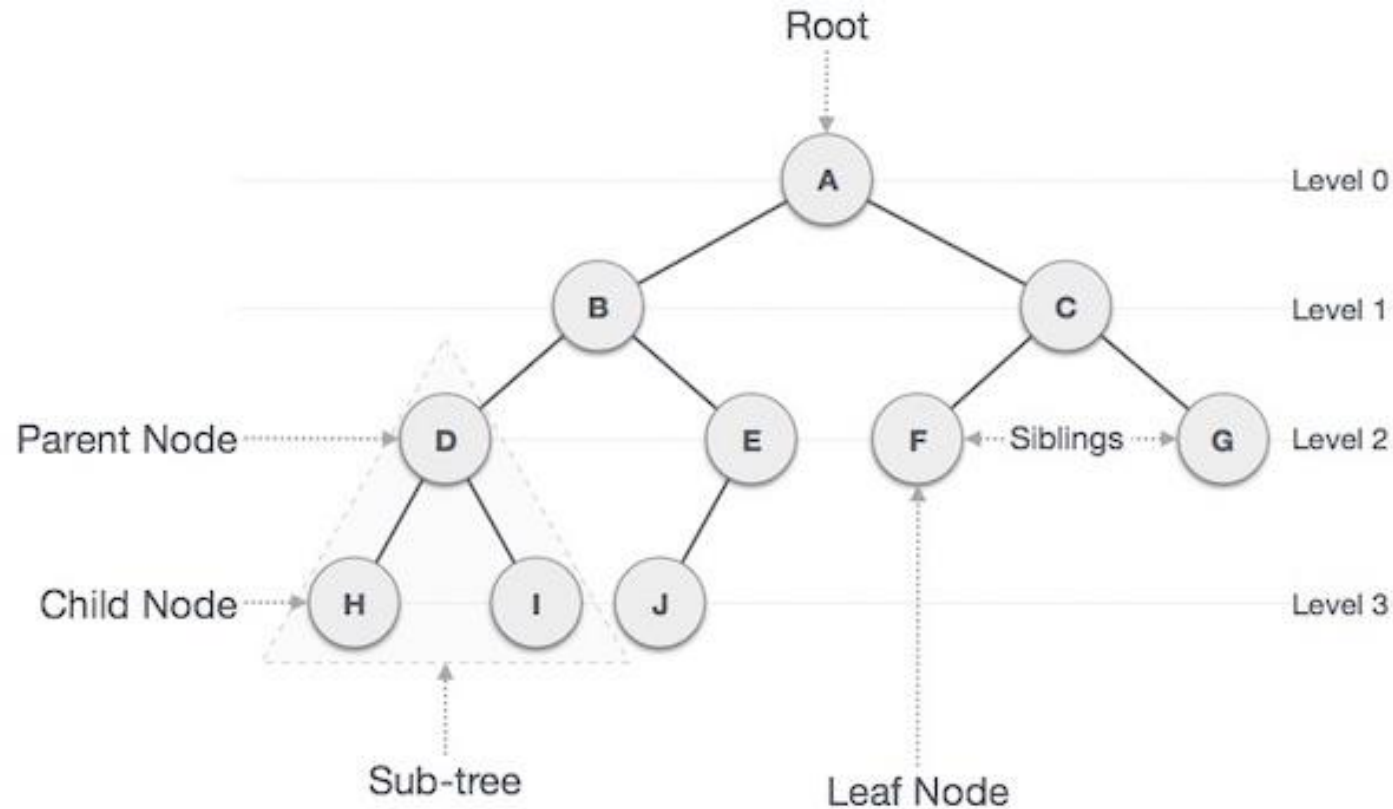 Root
A
Level 0
B
C
Level 1
Parent Node
D
E
F
Siblings
G
Level 2
Child Node
H
I
J
Level 3
Sub-tree
Leaf Node